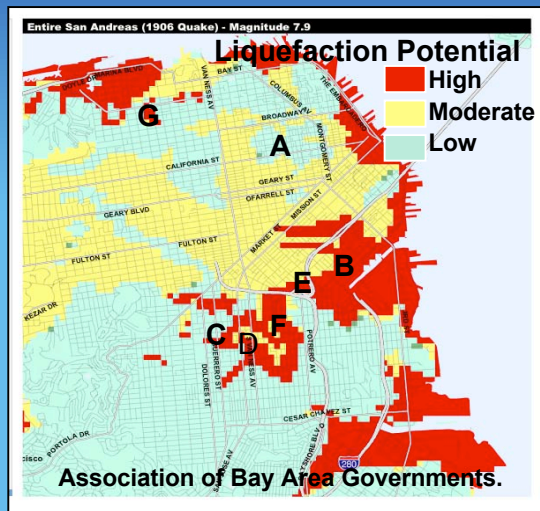 Entire San Andreas (1906 Quake) - Magnitude 7.9
Liquefaction Potential
High
Moderate
Low
MARINA BLVD
BAY ST
VAN NESS AV
COLUMBUS AV
THE EMBARCADERO
G
BROADWAY
A
MONTGOMERY ST
CALIFORNIA ST
GEARY ST
OFARRELL ST
MISSION ST
GEARY BLVD
MARKET ST
FULTON ST
FULTON ST
B
E
KEZAR DR
C
D
F
GUERRERO ST
POTRERO AV
DOLORES ST
CESAR CHAVEZ ST
PORTOLA DR
cisco
280
Association of Bay Area Governments.